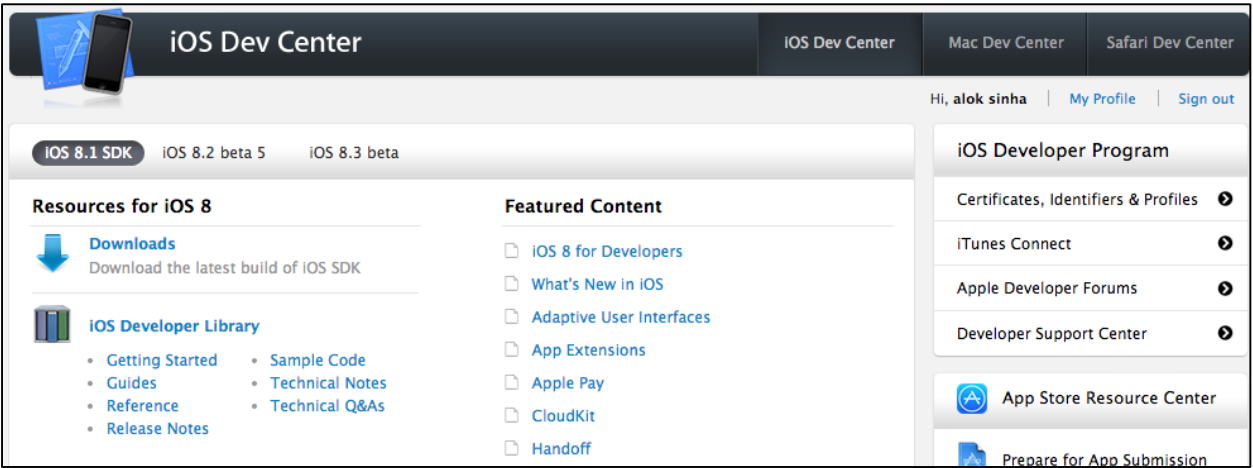 iOS Dev Center
iOS Dev Center
Mac Dev Center
Safari Dev Center
Hi, alok sinha
My Profile
Sign out
iOS 8.1 SDK
iOS 8.2 beta 5
iOS 8.3 beta
Resources for iOS 8
Downloads
Download the latest build of iOS SDK
iOS Developer Library
Getting Started
Guides
Reference
Release Notes
Sample Code
Technical Notes
Technical Q&As
Featured Content
iOS 8 for Developers
What's New in iOS
Adaptive User Interfaces
App Extensions
Apple Pay
CloudKit
Handoff
iOS Developer Program
Certificates, Identifiers & Profiles
iTunes Connect
Apple Developer Forums
Developer Support Center
App Store Resource Center
Prepare for App Submission